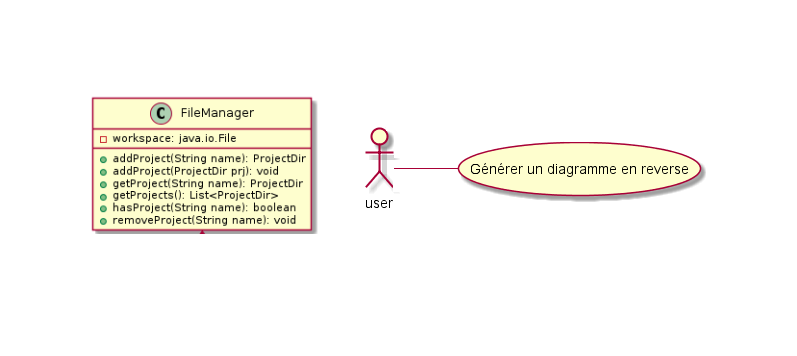 C FileManager
workspace: java.io.File
addProject(String name): ProjectDir
addProject(ProjectDir prj): void
getProject(String name): ProjectDir
getProjects(): List<ProjectDir>
hasProject(String name): boolean
removeProject(String name): void
user
Générer un diagramme en reverse